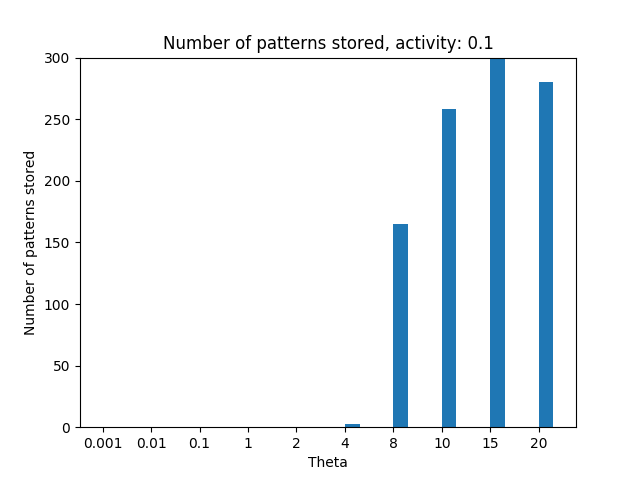 Number of patterns stored, activity: 0.1
300
250
200
150
100
50
0
Number of patterns stored
0.001 0.01 0.1 1 2 4 8 10 15 20
Theta